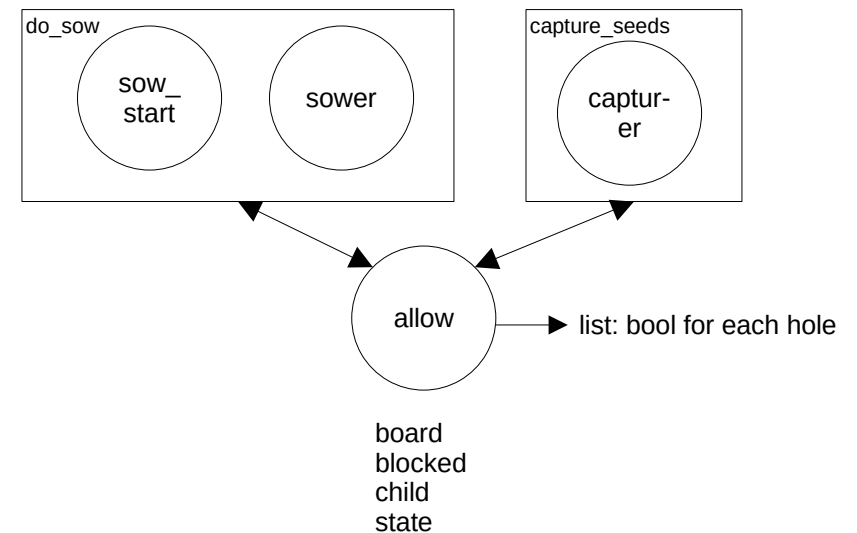 do_sow
sow_
start
sower
capture_seeds
captur-
er
allow
list: bool for each hole
board
blocked
child
state